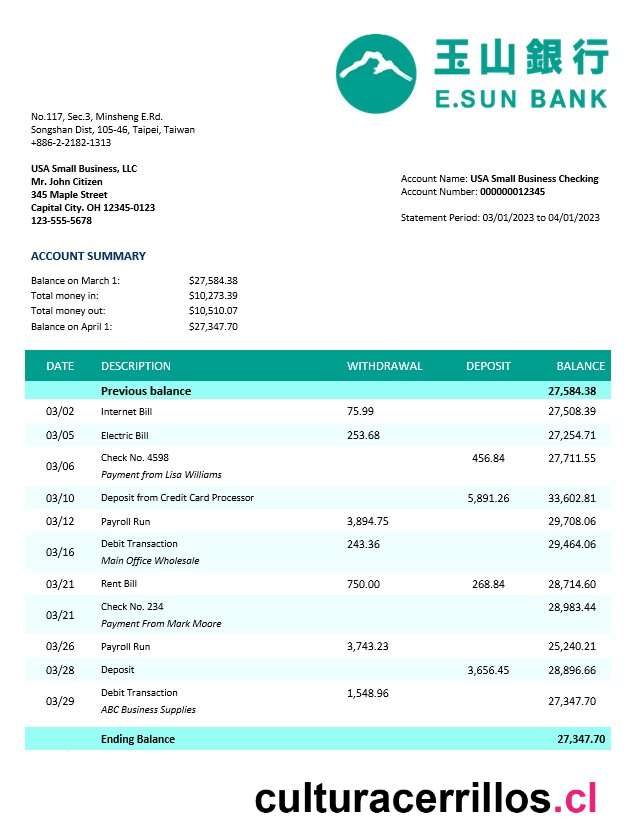 玉山銀行
E.SUN BANK
No.117, Sec.3, Minsheng E.Rd.
Songshan Dist, 105-46, Taipei, Taiwan
+886-2-2182-1313
USA Small Business, LLC
Mr. John Citizen
345 Maple Street
Capital City. OH 12345-0123
123-555-5678
Account Name: USA Small Business Checking
Account Number: 000000012345
Statement Period: 03/01/2023 to 04/01/2023
ACCOUNT SUMMARY
Balance on March 1: $27,584.38
Total money in: $10,273.39
Total money out: $10,510.07
Balance on April 1: $27,347.70
DATE DESCRIPTION WITHDRAWAL DEPOSIT BALANCE
Previous balance 27,584.38
03/02 Internet Bill 75.99 27,508.39
03/05 Electric Bill 253.68 27,254.71
03/06 Check No. 4598 456.84 27,711.55
Payment from Lisa Williams
03/10 Deposit from Credit Card Processor 5,891.26 33,602.81
03/12 Payroll Run 3,894.75 29,708.06
03/16 Debit Transaction 243.36 29,464.06
Main Office Wholesale
03/21 Rent Bill 750.00 268.84 28,714.60
03/21 Check No. 234 28,983.44
Payment From Mark Moore
03/26 Payroll Run 3,743.23 25,240.21
03/28 Deposit 3,656.45 28,896.66
03/29 Debit Transaction 1,548.96 27,347.70
ABC Business Supplies
Ending Balance 27,347.70
culturacerrillos.cl